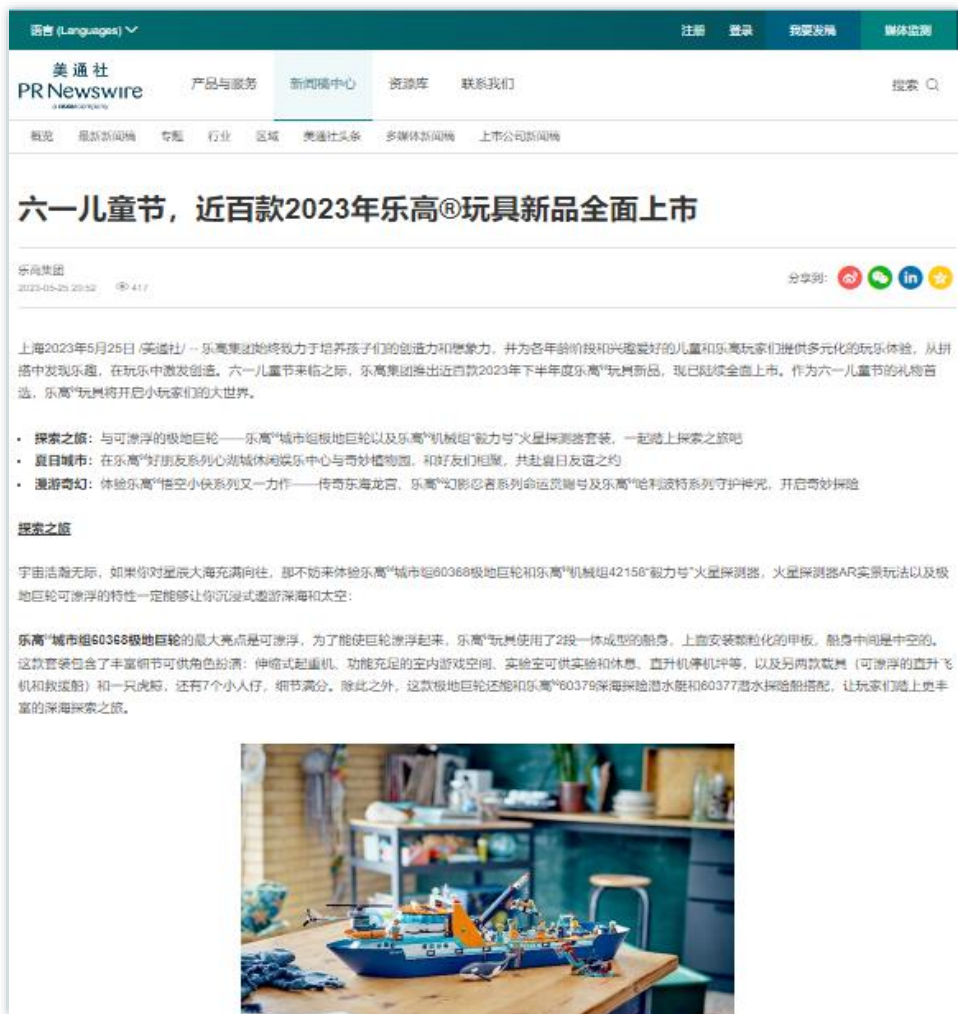 语言 (Languages)
注册 登录 我要发稿 媒体监测
美通社
PR Newswire
a cision company
产品与服务 新闻稿中心 资源库 联系我们
搜索
概览 最新新闻稿 专题 行业 区域 美通社头条 多媒体新闻稿 上市公司新闻稿
六一儿童节，近百款2023年乐高®玩具新品全面上市
乐高集团
2023-05-25 20:52 417
分享到:
上海2023年5月25日 /美通社/ -- 乐高集团始终致力于培养孩子们的创造力和想象力，并为各年龄阶段和兴趣爱好的儿童和乐高玩家们提供多元化的玩乐体验，从拼
搭中发现乐趣，在玩乐中激发创造。六一儿童节来临之际，乐高集团推出近百款2023年下半年度乐高®玩具新品，现已陆续全面上市。作为六一儿童节的礼物首
选，乐高®玩具将开启小玩家们的大世界。
• 探索之旅：与可漂浮的极地巨轮——乐高®城市组极地巨轮以及乐高®机械组“毅力号”火星探测器套装，一起踏上探索之旅吧
• 夏日城市：在乐高®好朋友系列心湖城休闲娱乐中心与奇妙植物园，和好友们相聚，共赴夏日友谊之约
• 漫游奇幻：体验乐高®悟空小侠系列又一力作——传奇东海龙宫、乐高®幻影忍者系列命运赏赐号及乐高®哈利波特系列守护神咒，开启奇妙探险
探索之旅
宇宙浩瀚无际，如果你对星辰大海充满向往，那不妨来体验乐高®城市组60368极地巨轮和乐高®机械组42158“毅力号”火星探测器，火星探测器AR实景玩法以及极
地巨轮可漂浮的特性一定能够让你沉浸式遨游深海和太空：
乐高®城市组60368极地巨轮的最大亮点是可漂浮，为了能使巨轮漂浮起来，乐高®玩具使用了2段一体成型的船身，上面安装颗粒化的甲板，船身中间是中空的。
这款套装包含了丰富细节可供角色扮演：伸缩式起重机、功能充足的室内游戏空间、实验室可供实验和休息、直升机停机坪等，以及另两款载具（可漂浮的直升飞
机和救援船）和一只虎鲸，还有7个小人仔，细节满分。除此之外，这款极地巨轮还能和乐高®60379深海探险潜水艇和60377潜水探险船搭配，让玩家们踏上更丰
富的深海探索之旅。